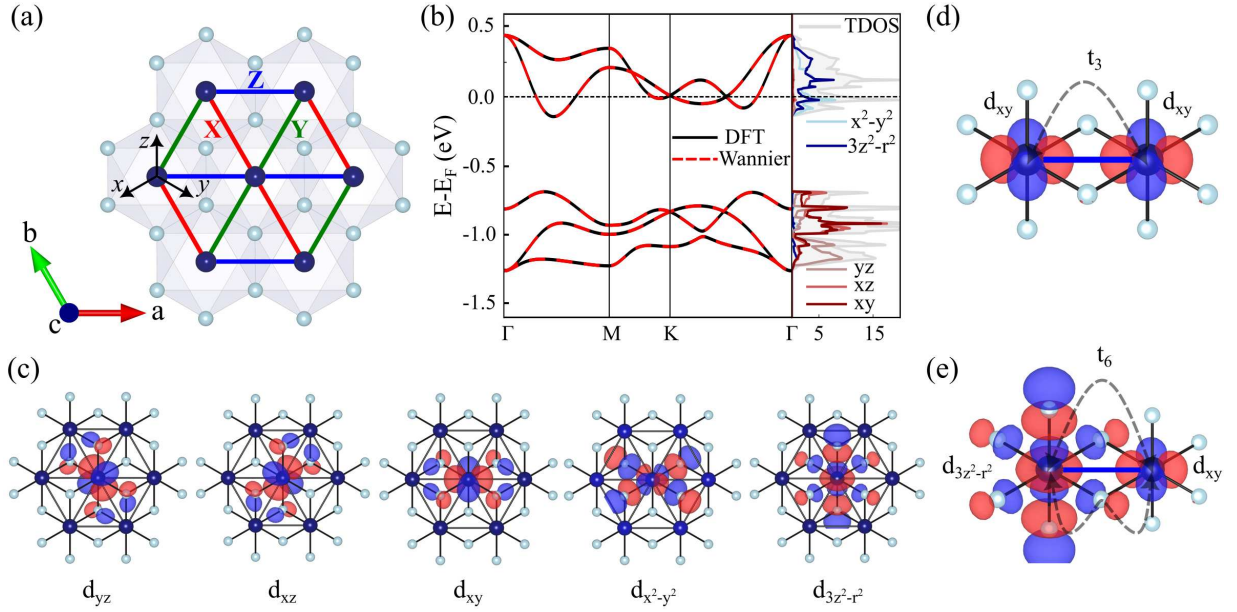 (a)
Z
X
Y
z
x
y
b
c
a
(b)
0.5
0.0
-0.5
-1.0
-1.5
E-E_F (eV)
Γ
M
K
Γ
DFT
Wannier
TDOS
x²-y²
3z²-r²
yz
xz
xy
5
15
(c)
d_yz
d_xz
d_xy
d_x²-y²
d_3z²-r²
(d)
t₃
d_xy
d_xy
(e)
t₆
d_3z²-r²
d_xy